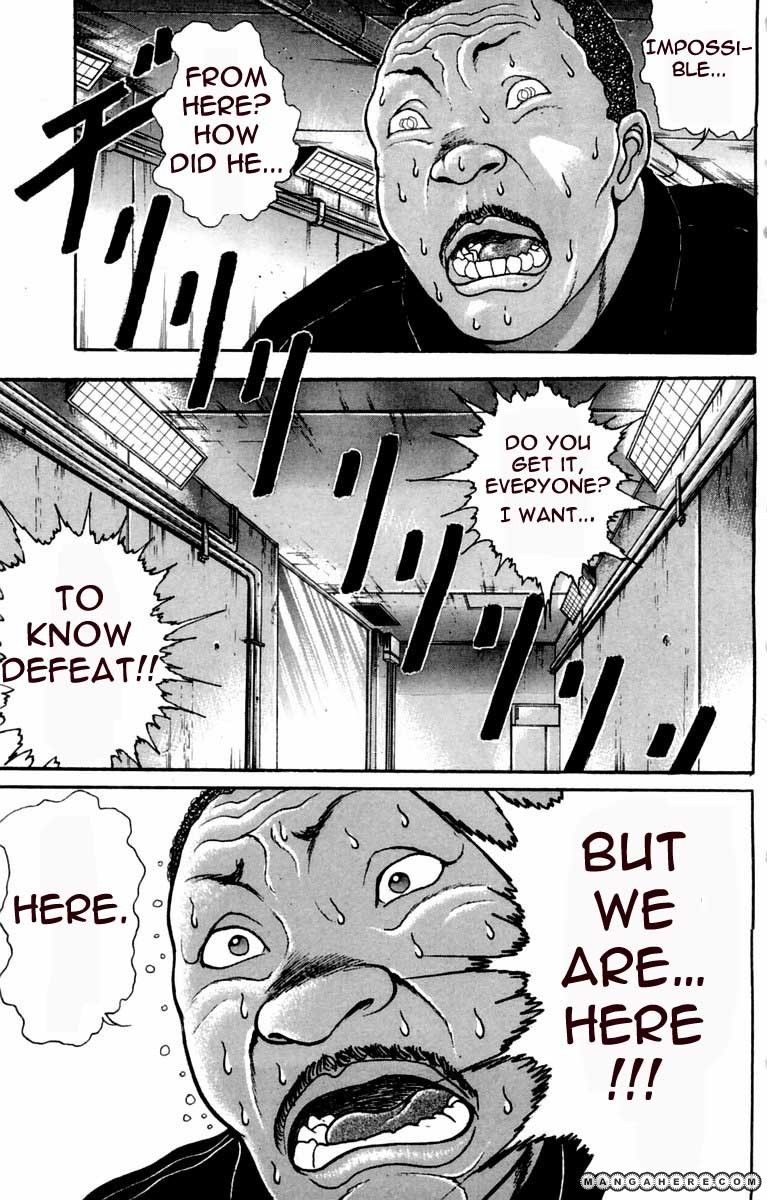 IMPOSSI-
BLE...
FROM
HERE?
HOW
DID HE...
DO YOU
GET IT,
EVERYONE?
I WANT...
TO
KNOW
DEFEAT!!
BUT
WE
ARE...
HERE
!!!
HERE.
MANGAHERE.COM